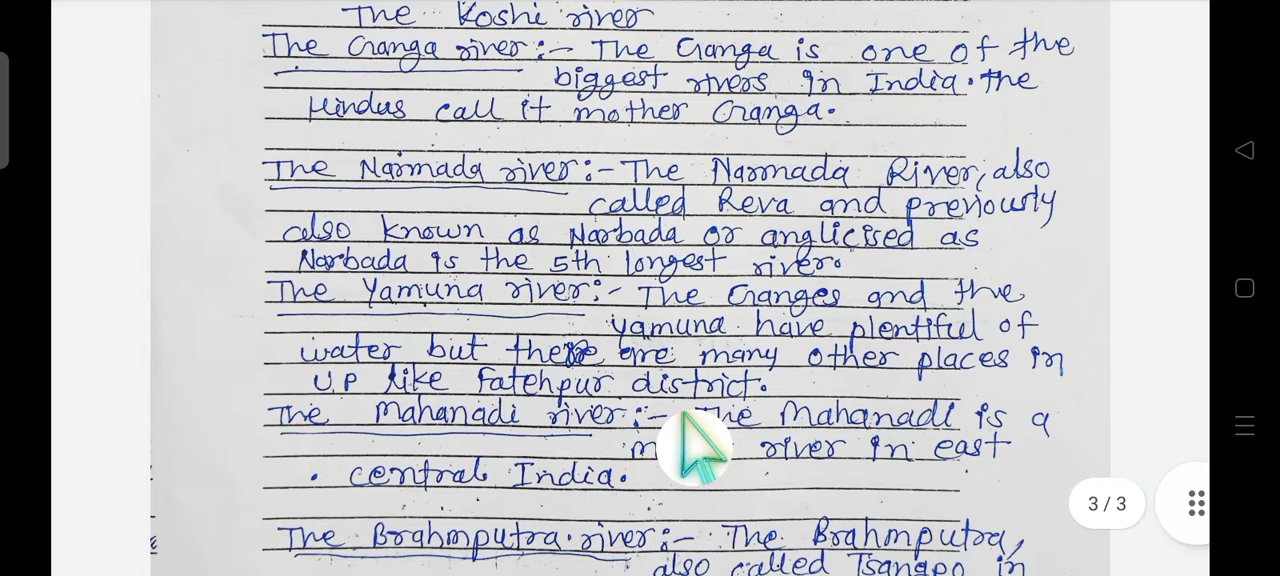 The Koshi river
The Ganga river :- The Ganga is one of the
biggest rivers in India. the
Hindus call it mother Ganga.
The Narmada river :- The Narmada River, also
called Reva and previously
also known as Narbada or anglicised as
Narbada is the 5th longest river.
The Yamuna river :- The Ganges and the
yamuna have plentiful of
water but there are many other places in
U.P like Fatehpur district.
The Mahanadi river :- The Mahanadi is a
river in east
central India.
3/3
The Brahmputra river :- The Brahmputra,
also called Tsangpo in